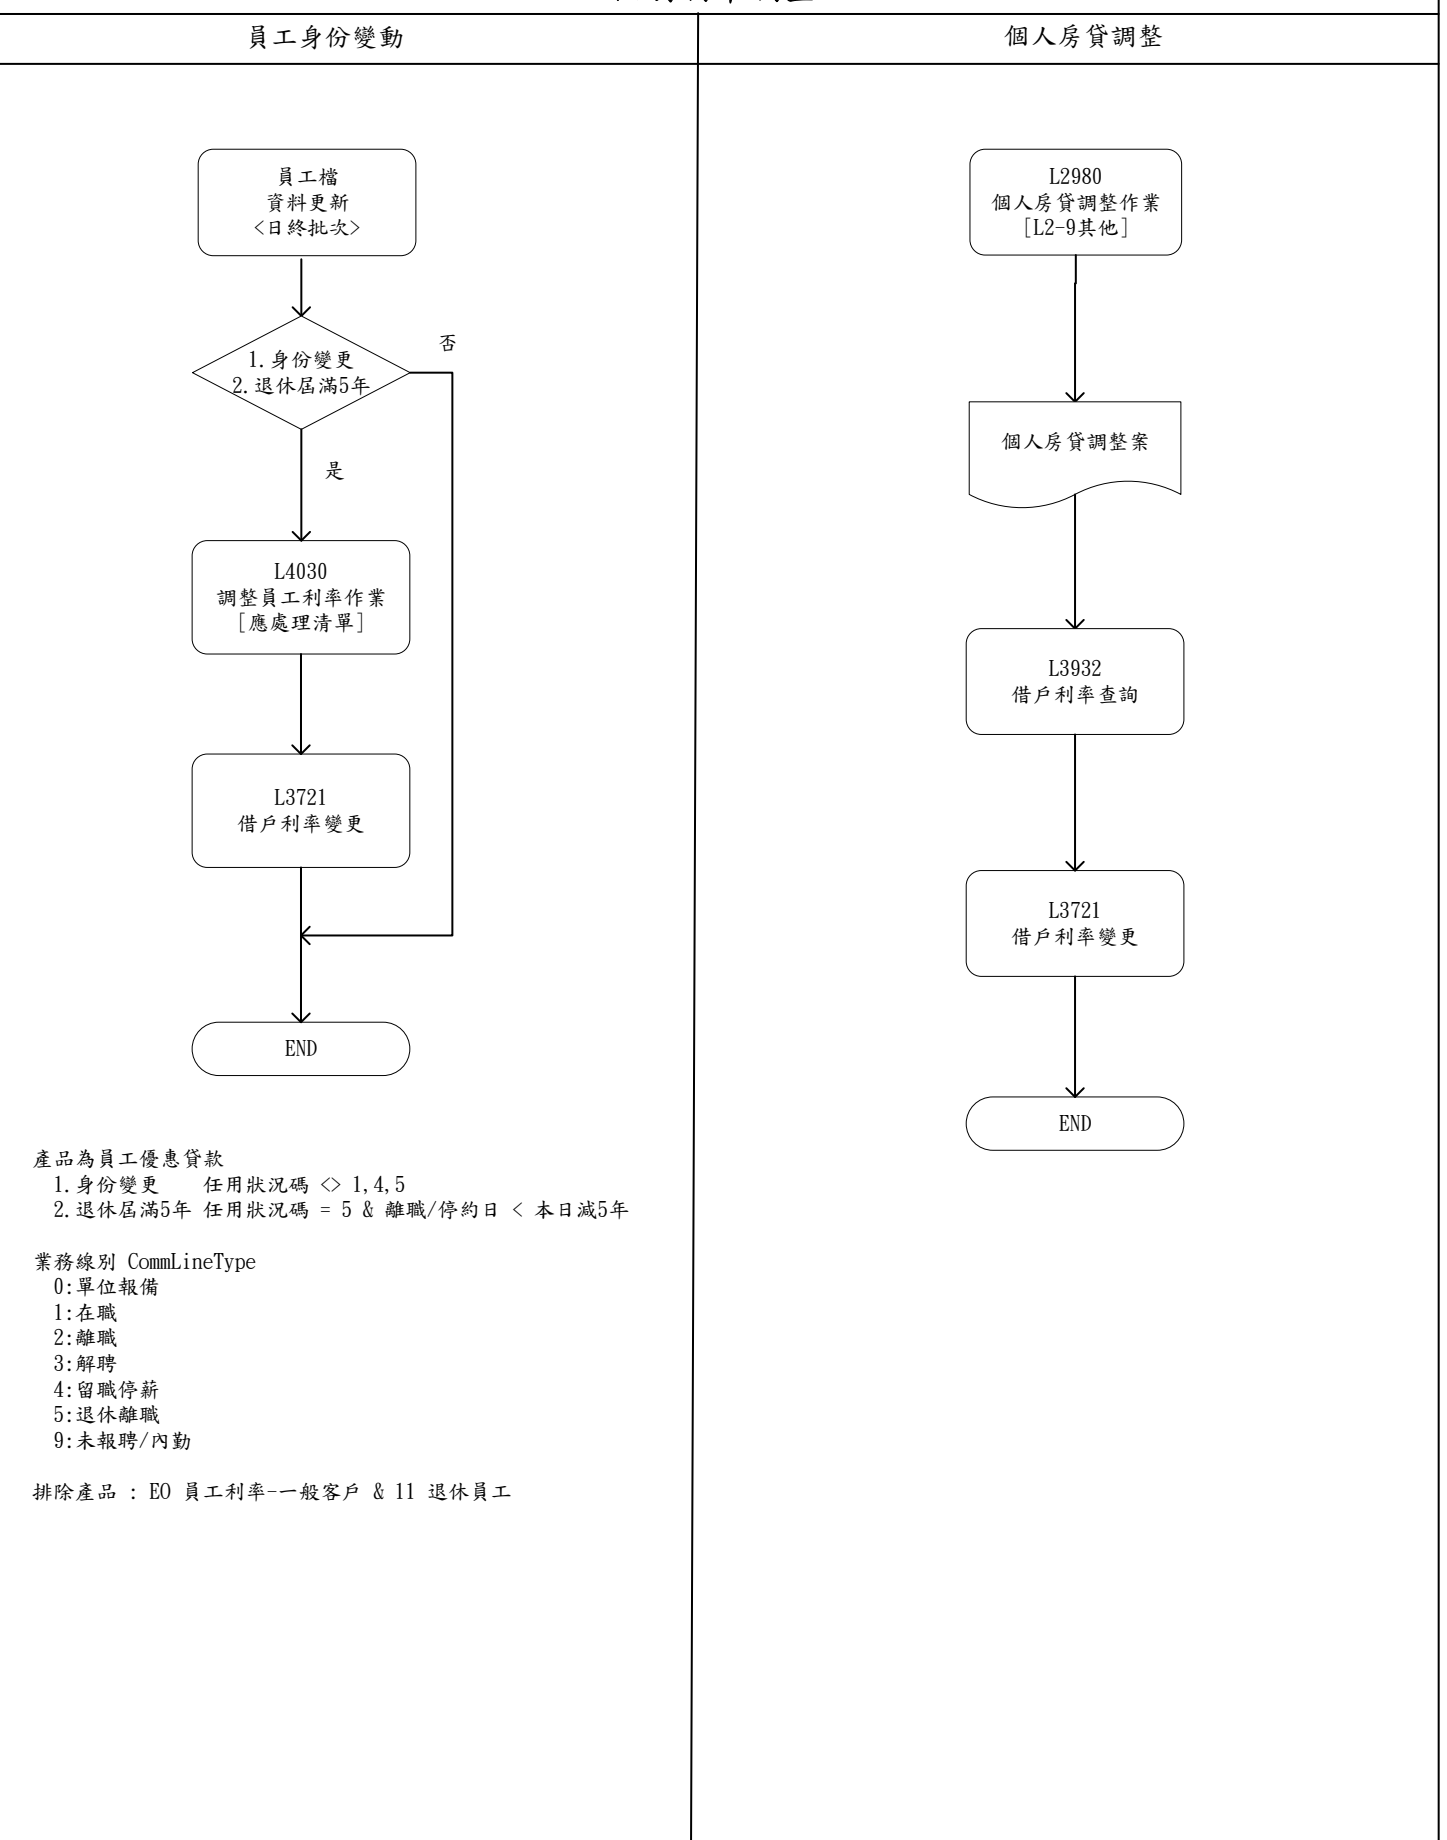 員工身份變動
員工檔
資料更新
<日終批次>
1.身份變更
2.退休屆滿5年
否
是
L4030
調整員工利率作業
[應處理清單]
L3721
借戶利率變更
END
產品為員工優惠貸款
1.身份變更 任用狀況碼 <> 1,4,5
2.退休屆滿5年 任用狀況碼 = 5 & 離職/停約日 < 本日減5年
業務線別 CommLineType
0:單位報備
1:在職
2:離職
3:解聘
4:留職停薪
5:退休離職
9:未報聘/內勤
排除產品 : EO 員工利率-一般客戶 & 11 退休員工
個人房貸調整
L2980
個人房貸調整作業
[L2-9其他]
個人房貸調整案
L3932
借戶利率查詢
L3721
借戶利率變更
END